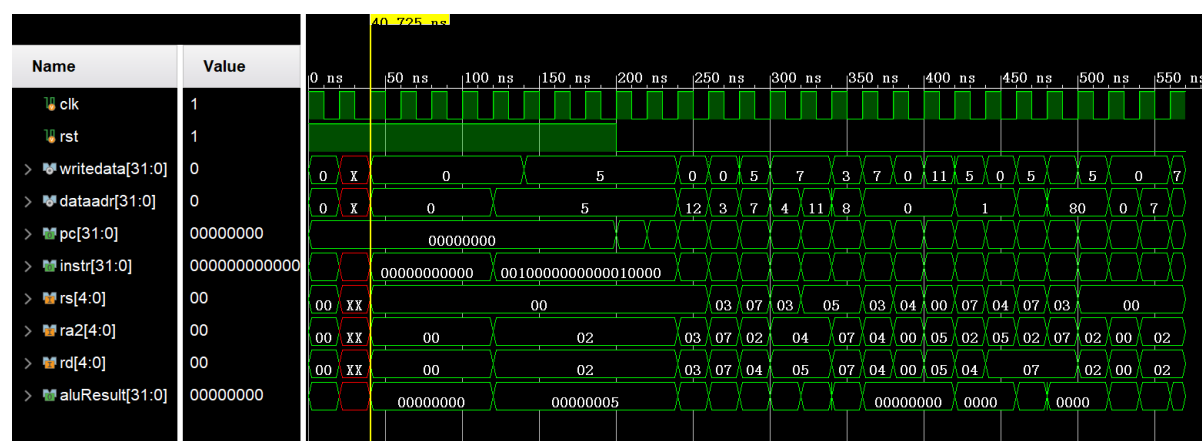 40.725 ns
Name Value
0 ns 50 ns 100 ns 150 ns 200 ns 250 ns 300 ns 350 ns 400 ns 450 ns 500 ns 550 ns
clk 1
rst 1
writedata[31:0] 0 0 X 0 5 0 0 5 7 3 7 0 11 5 0 5 5 0 7
dataadr[31:0] 0 0 X 0 5 12 3 7 4 11 8 0 1 80 0 7
pc[31:0] 00000000 00000000
instr[31:0] 000000000000 00000000000 0010000000000010000
rs[4:0] 00 00 XX 00 03 07 03 05 03 04 00 07 04 07 03 00
ra2[4:0] 00 00 XX 00 02 03 07 02 04 07 04 00 05 02 05 02 07 02 00 02
rd[4:0] 00 00 XX 00 02 03 07 04 05 07 04 00 05 04 07 02 00 02
aluResult[31:0] 00000000 00000000 00000005 00000000 0000 0000